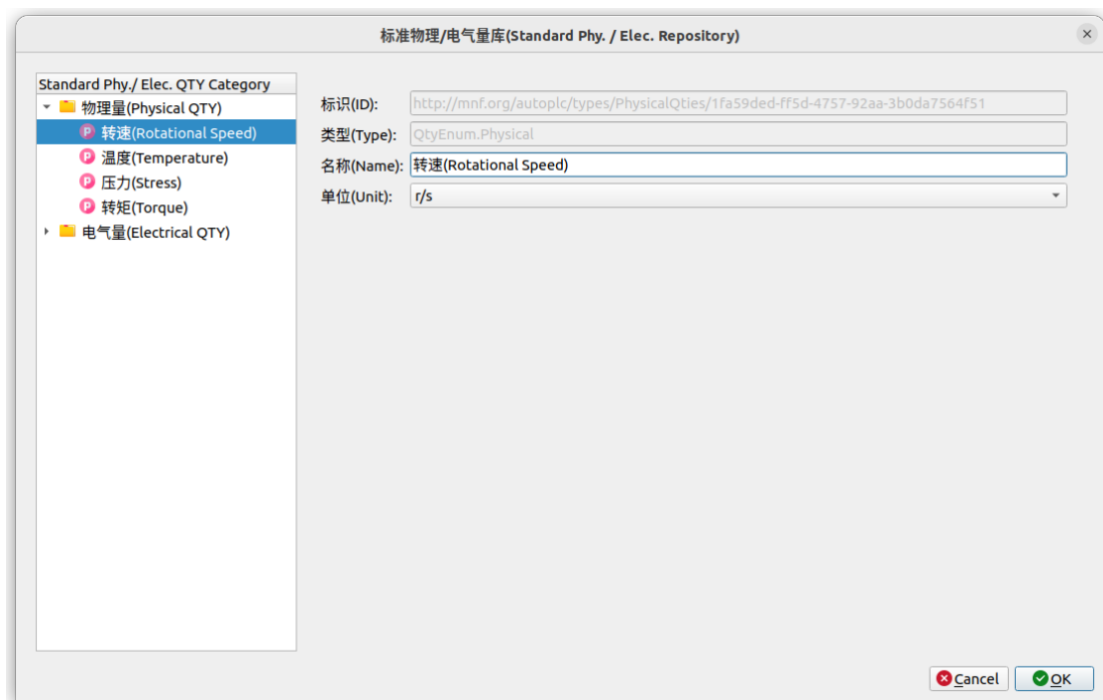 标准物理/电气量库(Standard Phy. / Elec. Repository)
Standard Phy./ Elec. QTY Category
物理量(Physical QTY)
P 转速(Rotational Speed)
P 温度(Temperature)
P 压力(Stress)
P 转矩(Torque)
电气量(Electrical QTY)
标识(ID): http://mnf.org/autoplc/types/PhysicalQties/1fa59ded-ff5d-4757-92aa-3b0da7564f51
类型(Type): QtyEnum.Physical
名称(Name): 转速(Rotational Speed)
单位(Unit): r/s
Cancel OK